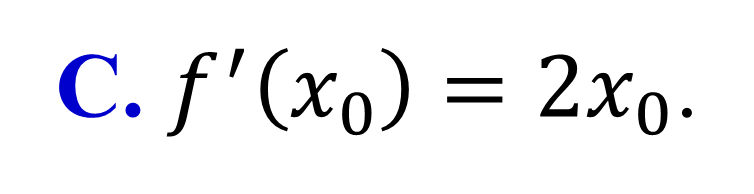 C. f′(x₀) = 2x₀.